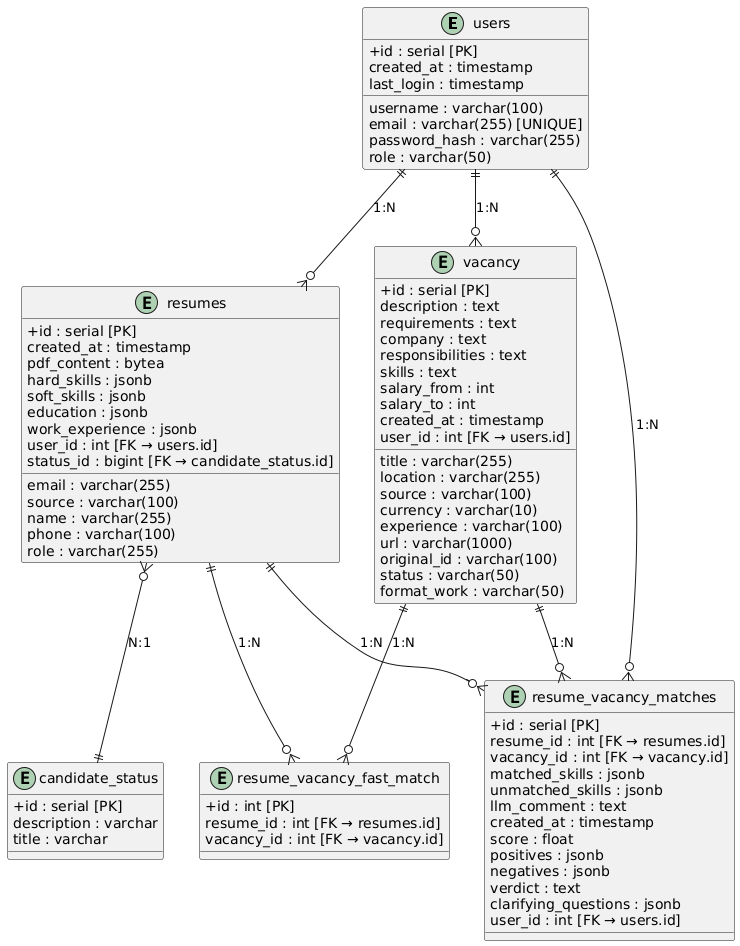 E users
+id : serial [PK]
created_at : timestamp
last_login : timestamp
username : varchar(100)
email : varchar(255) [UNIQUE]
password_hash : varchar(255)
role : varchar(50)
1:N
1:N
1:N
E resumes
+id : serial [PK]
created_at : timestamp
pdf_content : bytea
hard_skills : jsonb
soft_skills : jsonb
education : jsonb
work_experience : jsonb
user_id : int [FK → users.id]
status_id : bigint [FK → candidate_status.id]
email : varchar(255)
source : varchar(100)
name : varchar(255)
phone : varchar(100)
role : varchar(255)
E vacancy
+id : serial [PK]
description : text
requirements : text
company : text
responsibilities : text
skills : text
salary_from : int
salary_to : int
created_at : timestamp
user_id : int [FK → users.id]
title : varchar(255)
location : varchar(255)
source : varchar(100)
currency : varchar(10)
experience : varchar(100)
url : varchar(1000)
original_id : varchar(100)
status : varchar(50)
format_work : varchar(50)
N:1
1:N
1:N
1:N
1:N
E candidate_status
+id : serial [PK]
description : varchar
title : varchar
E resume_vacancy_fast_match
+id : int [PK]
resume_id : int [FK → resumes.id]
vacancy_id : int [FK → vacancy.id]
E resume_vacancy_matches
+id : serial [PK]
resume_id : int [FK → resumes.id]
vacancy_id : int [FK → vacancy.id]
matched_skills : jsonb
unmatched_skills : jsonb
llm_comment : text
created_at : timestamp
score : float
positives : jsonb
negatives : jsonb
verdict : text
clarifying_questions : jsonb
user_id : int [FK → users.id]